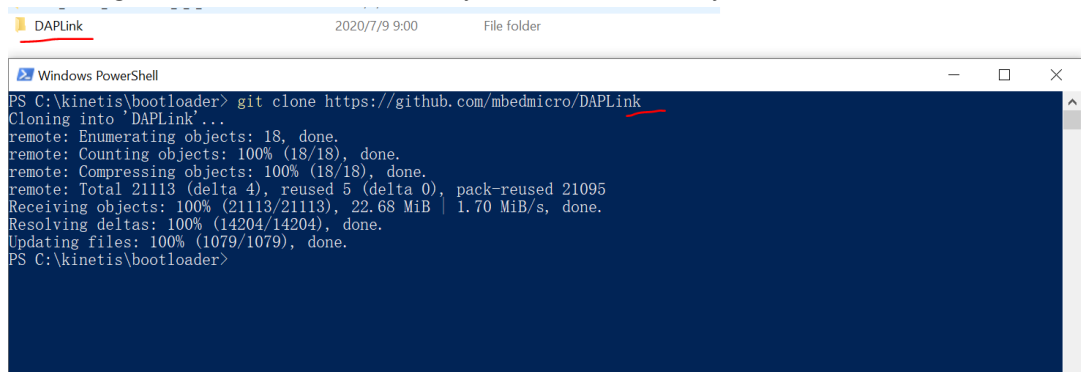 DAPLink 2020/7/9 9:00 File folder
Windows PowerShell
PS C:\kinetis\bootloader> git clone https://github.com/mbedmicro/DAPLink
Cloning into 'DAPLink'...
remote: Enumerating objects: 18, done.
remote: Counting objects: 100% (18/18), done.
remote: Compressing objects: 100% (18/18), done.
remote: Total 21113 (delta 4), reused 5 (delta 0), pack-reused 21095
Receiving objects: 100% (21113/21113), 22.68 MiB | 1.70 MiB/s, done.
Resolving deltas: 100% (14204/14204), done.
Updating files: 100% (1079/1079), done.
PS C:\kinetis\bootloader>